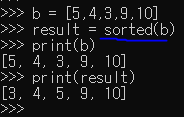 >>> b = [5,4,3,9,10]
>>> result = sorted(b)
>>> print(b)
[5, 4, 3, 9, 10]
>>> print(result)
[3, 4, 5, 9, 10]
>>>